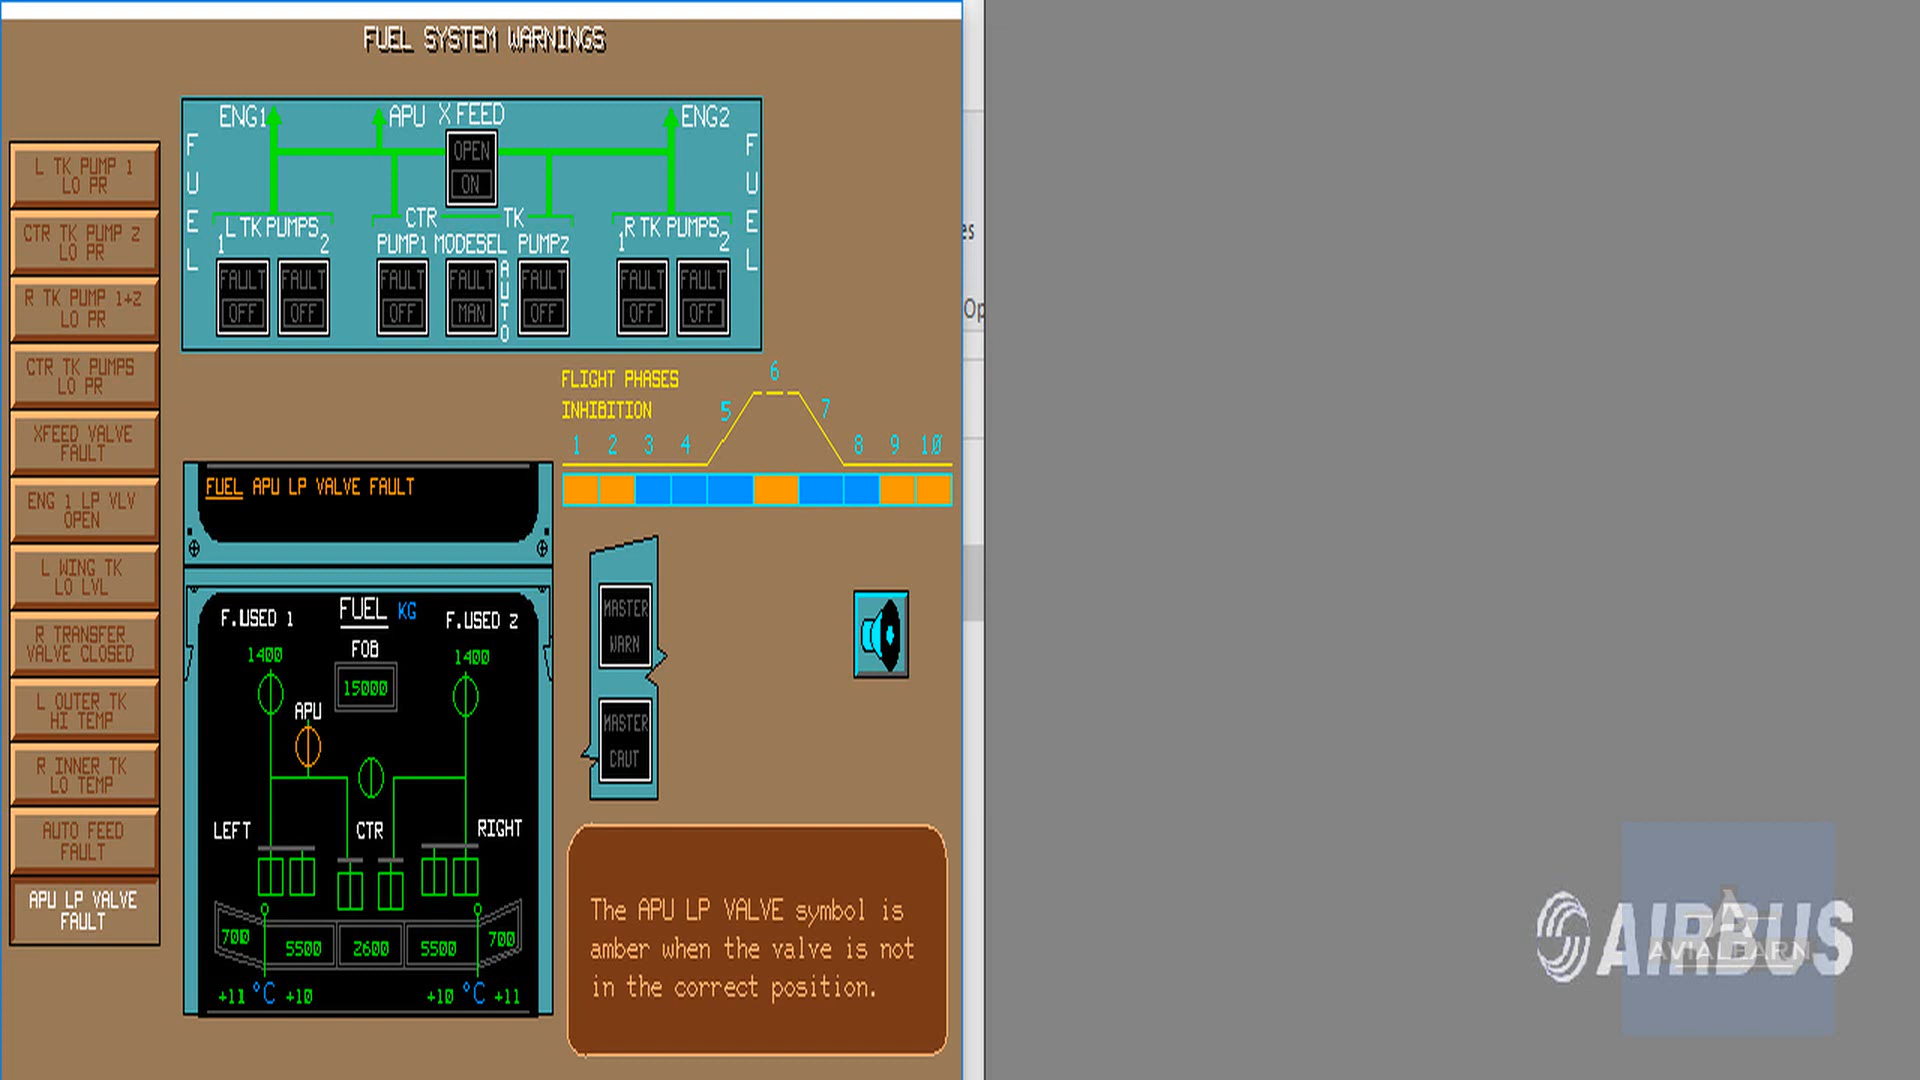 FUEL SYSTEM WARNINGS
ENG1
APU
X FEED
ENG2
FUEL
OPEN
ON
FUEL
L TK PUMPS
1
2
CTR
TK
PUMP1
MODESEL
PUMP2
R TK PUMPS
1
2
FAULT
OFF
FAULT
OFF
FAULT
OFF
FAULT
MAN
AUTO
FAULT
OFF
FAULT
OFF
FAULT
OFF
L TK PUMP 1
LO PR
CTR TK PUMP 2
LO PR
R TK PUMP 1+2
LO PR
CTR TK PUMPS
LO PR
XFEED VALVE
FAULT
ENG 1 LP VLV
OPEN
L WING TK
LO LVL
R TRANSFER
VALVE CLOSED
L OUTER TK
HI TEMP
R INNER TK
LO TEMP
AUTO FEED
FAULT
APU LP VALVE
FAULT
FLIGHT PHASES
INHIBITION
1 2 3 4 5 6 7 8 9 10
FUEL APU LP VALVE FAULT
F.USED 1
FUEL KG
F.USED 2
1400
FOB
1400
15000
APU
LEFT
CTR
RIGHT
700 5500 2600 5500 700
+11 °C +10
+10 °C +11
MASTER
WARN
MASTER
CAUT
The APU LP VALVE symbol is
amber when the valve is not
in the correct position.
es
Op
AIRBUS
AVIALEARN